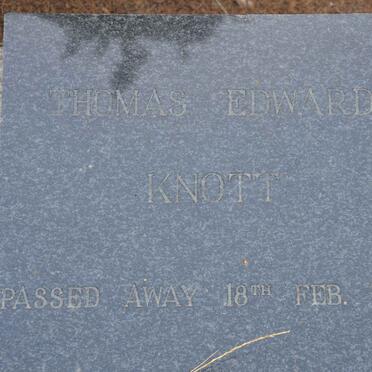 THOMAS EDWARD
KNOTT
PASSED AWAY 18TH FEB.